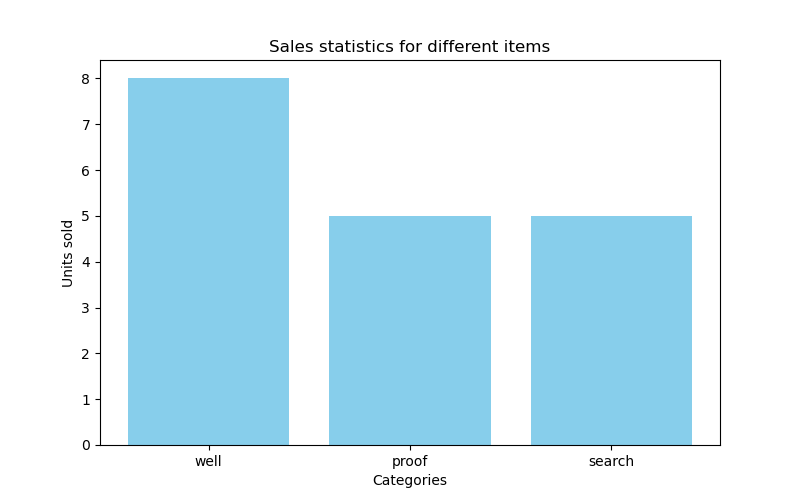 Sales statistics for different items
Units sold
8
7
6
5
4
3
2
1
0
well proof search
Categories